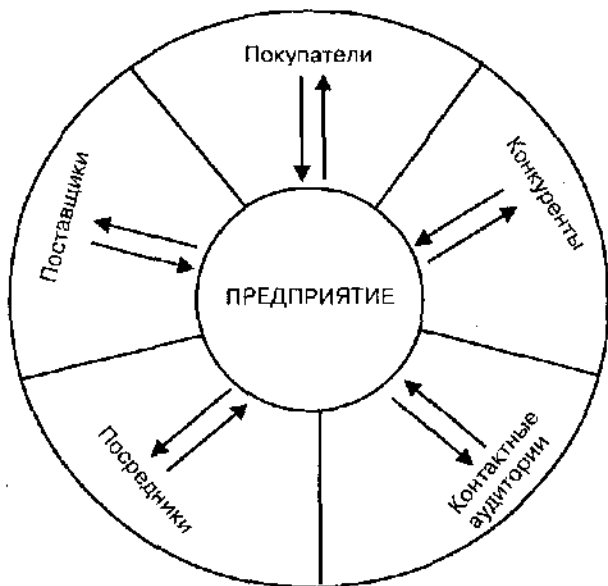 Покупатели
Конкуренты
Поставщики
ПРЕДПРИЯТИЕ
Посредники
Контактные
аудитории